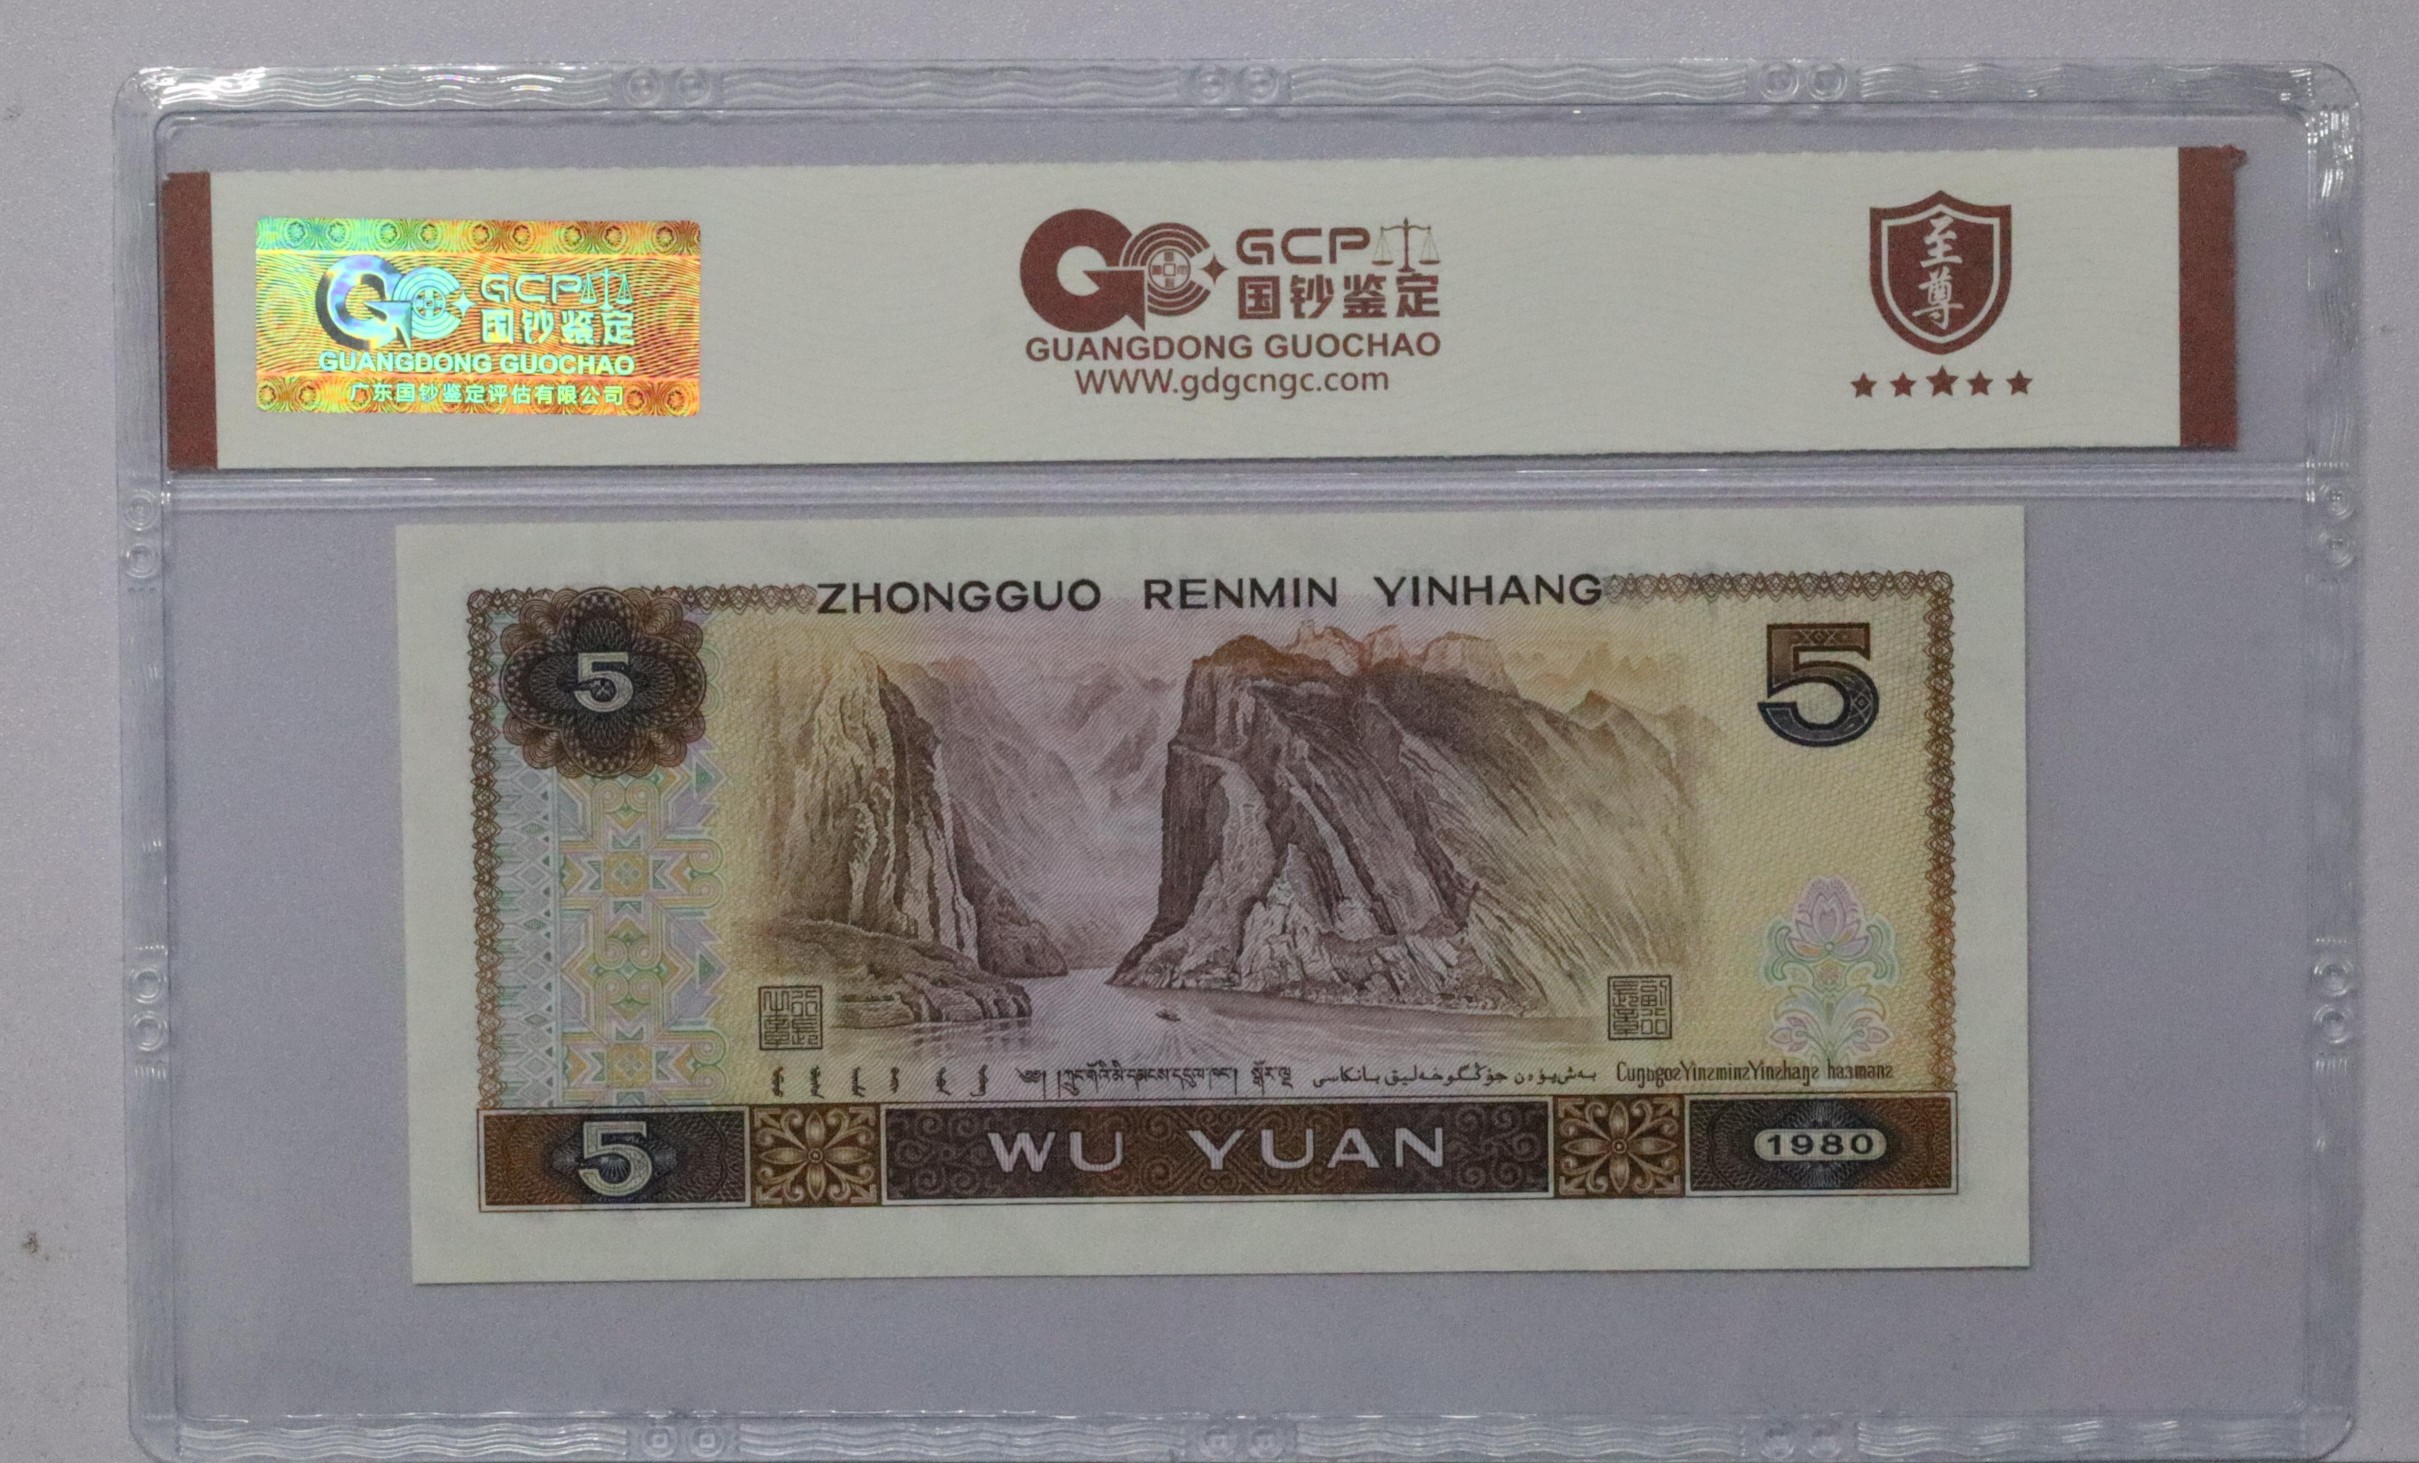 GCP
国钞鉴定
GUANGDONG GUOCHAO
广东国钞鉴定评估有限公司
GCP
国钞鉴定
GUANGDONG GUOCHAO
WWW.gdgcngc.com
至尊
ZHONGGUO RENMIN YINHANG
5
5
CuŋƅgoƨYinƨminƨYinƨhaŋƨ haзmənƨ
5
WU YUAN
1980